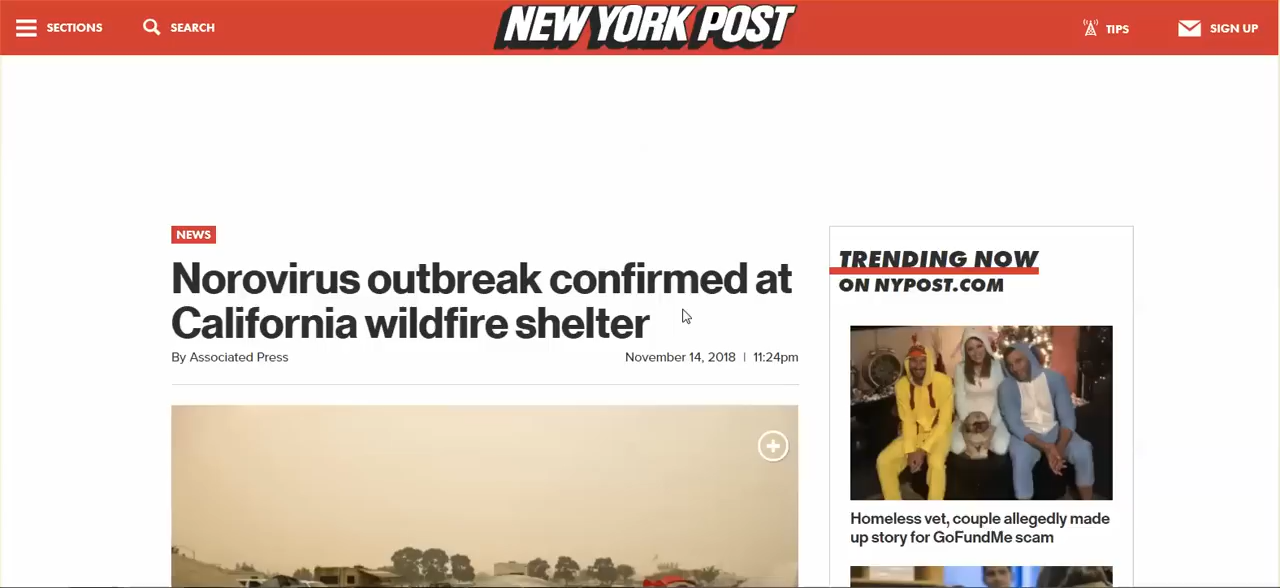 SECTIONS
SEARCH
NEW YORK POST
TIPS
SIGN UP
NEWS
Norovirus outbreak confirmed at
California wildfire shelter
By Associated Press
November 14, 2018 | 11:24pm
TRENDING NOW
ON NYPOST.COM
Homeless vet, couple allegedly made
up story for GoFundMe scam